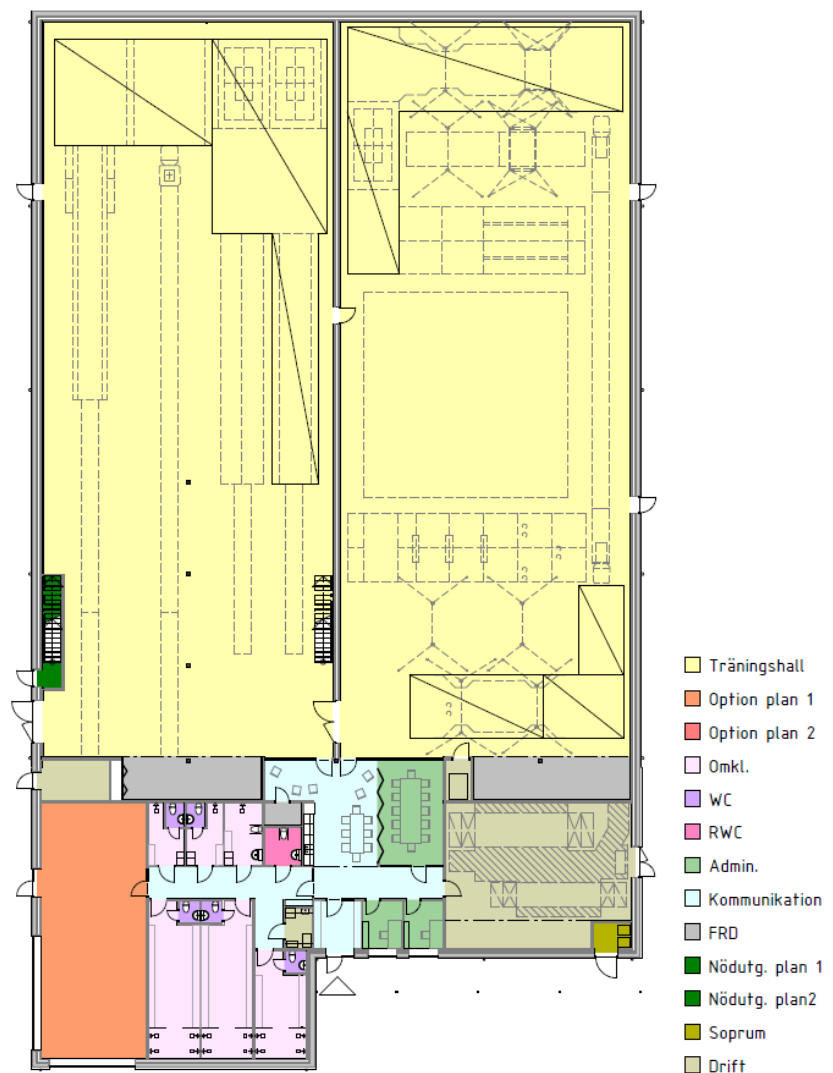 Träningshall
Option plan 1
Option plan 2
Omkl.
WC
RWC
Admin.
Kommunikation
FRD
Nödutg. plan 1
Nödutg. plan2
Soprum
Drift